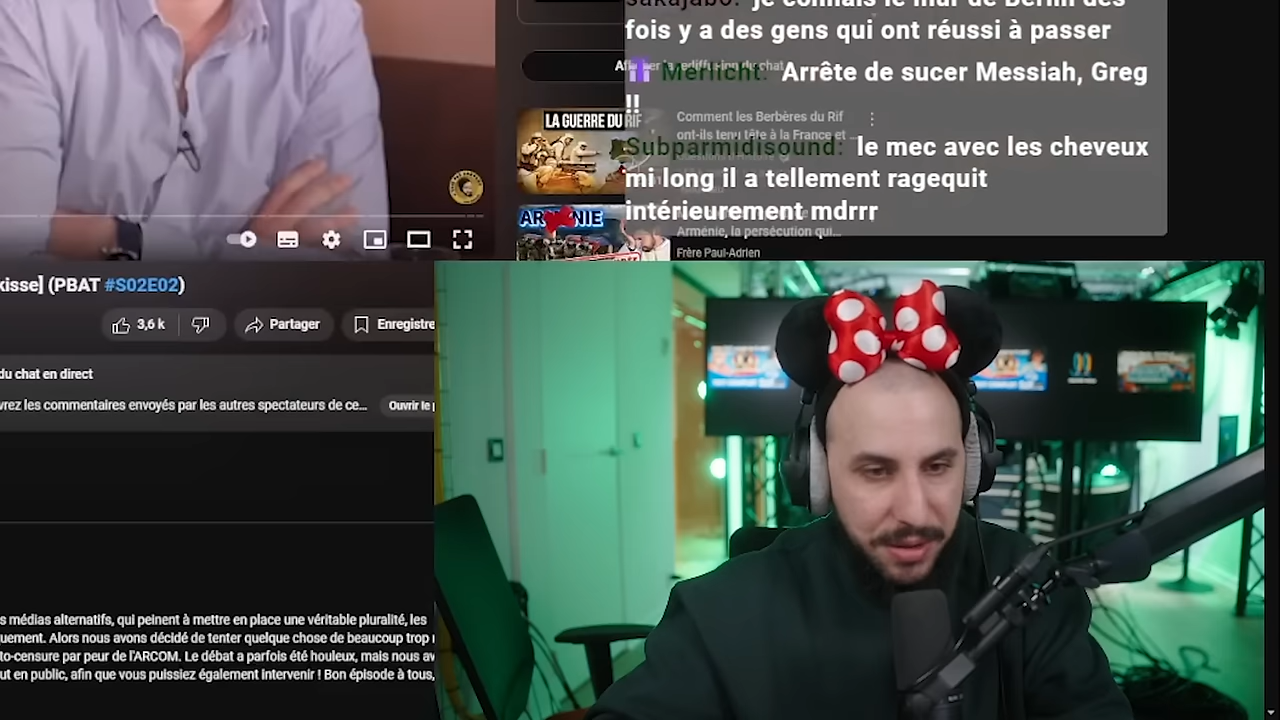 sakajabo: je connais le mur de Berlin des
fois y a des gens qui ont réussi à passer
Merlicht: Arrête de sucer Messiah, Greg
!!
Subparmidisound: le mec avec les cheveux
mi long il a tellement ragequit
intérieurement mdrrr
LA GUERRE DU RIF
Comment les Berbères du Rif
ont-ils tenu tête à la France et ...
Arménie, la persécution qui...
Frère Paul-Adrien
kisse] (PBAT #S02E02)
3,6 k
Partager
Enregistre
du chat en direct
vrez les commentaires envoyés par les autres spectateurs de ce...
Ouvrir le
s médias alternatifs, qui peinent à mettre en place une véritable pluralité, les
uement. Alors nous avons décidé de tenter quelque chose de beaucoup trop
to-censure par peur de l'ARCOM. Le débat a parfois été houleux, mais nous av
ut en public, afin que vous puissiez également intervenir ! Bon épisode à tous,